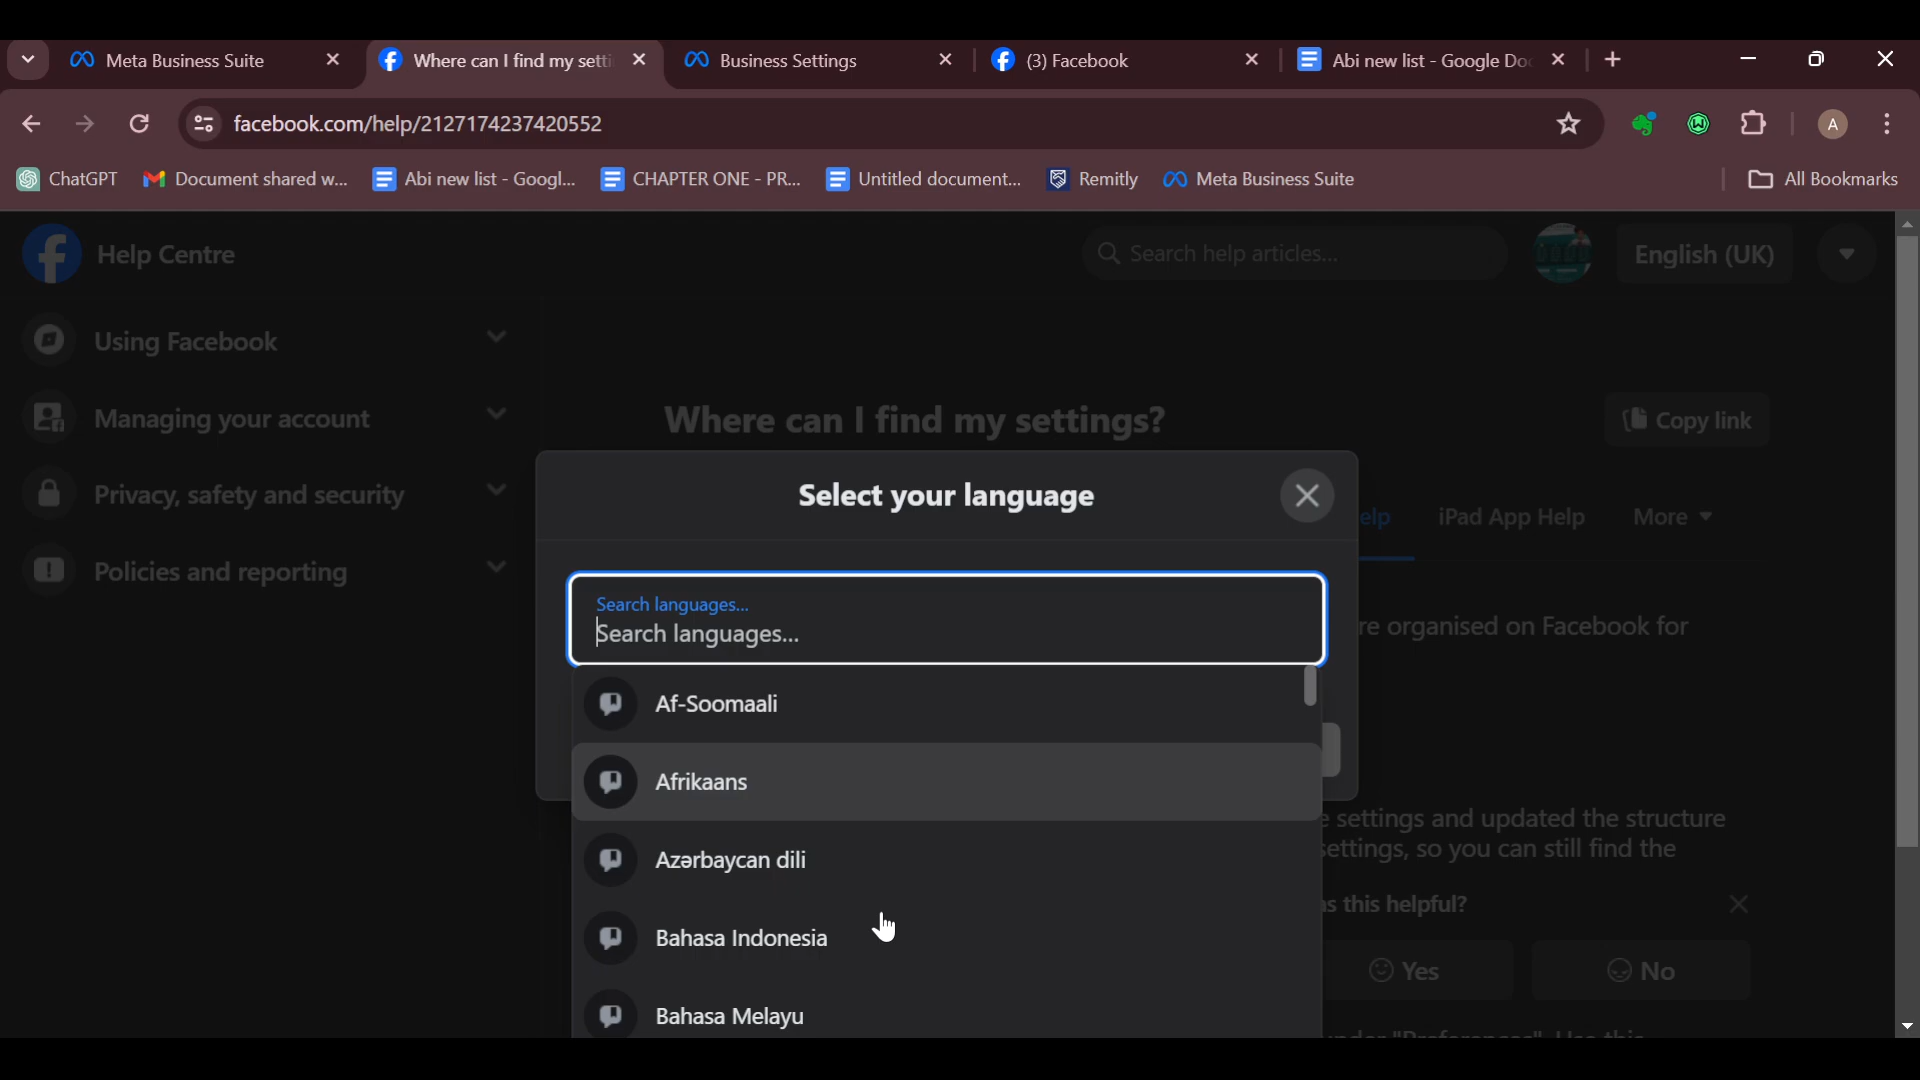 Meta Business Suite
Where can I find my setti
Business Settings
(3) Facebook
Abi new list - Google Do
facebook.com/help/2127174237420552
A
ChatGPT
Document shared w...
Abi new list - Googl...
CHAPTER ONE - PR...
Untitled document...
Remitly
Meta Business Suite
All Bookmarks
Help Centre
Search help articles...
English (UK)
Using Facebook
Managing your account
Privacy, safety and security
Policies and reporting
Where can I find my settings?
Copy link
Select your language
elp
iPad App Help
More
Search languages...
Search languages...
re organised on Facebook for
Af-Soomaali
Afrikaans
Azərbaycan dili
Bahasa Indonesia
Bahasa Melayu
e settings and updated the structure
settings, so you can still find the
as this helpful?
Yes
No